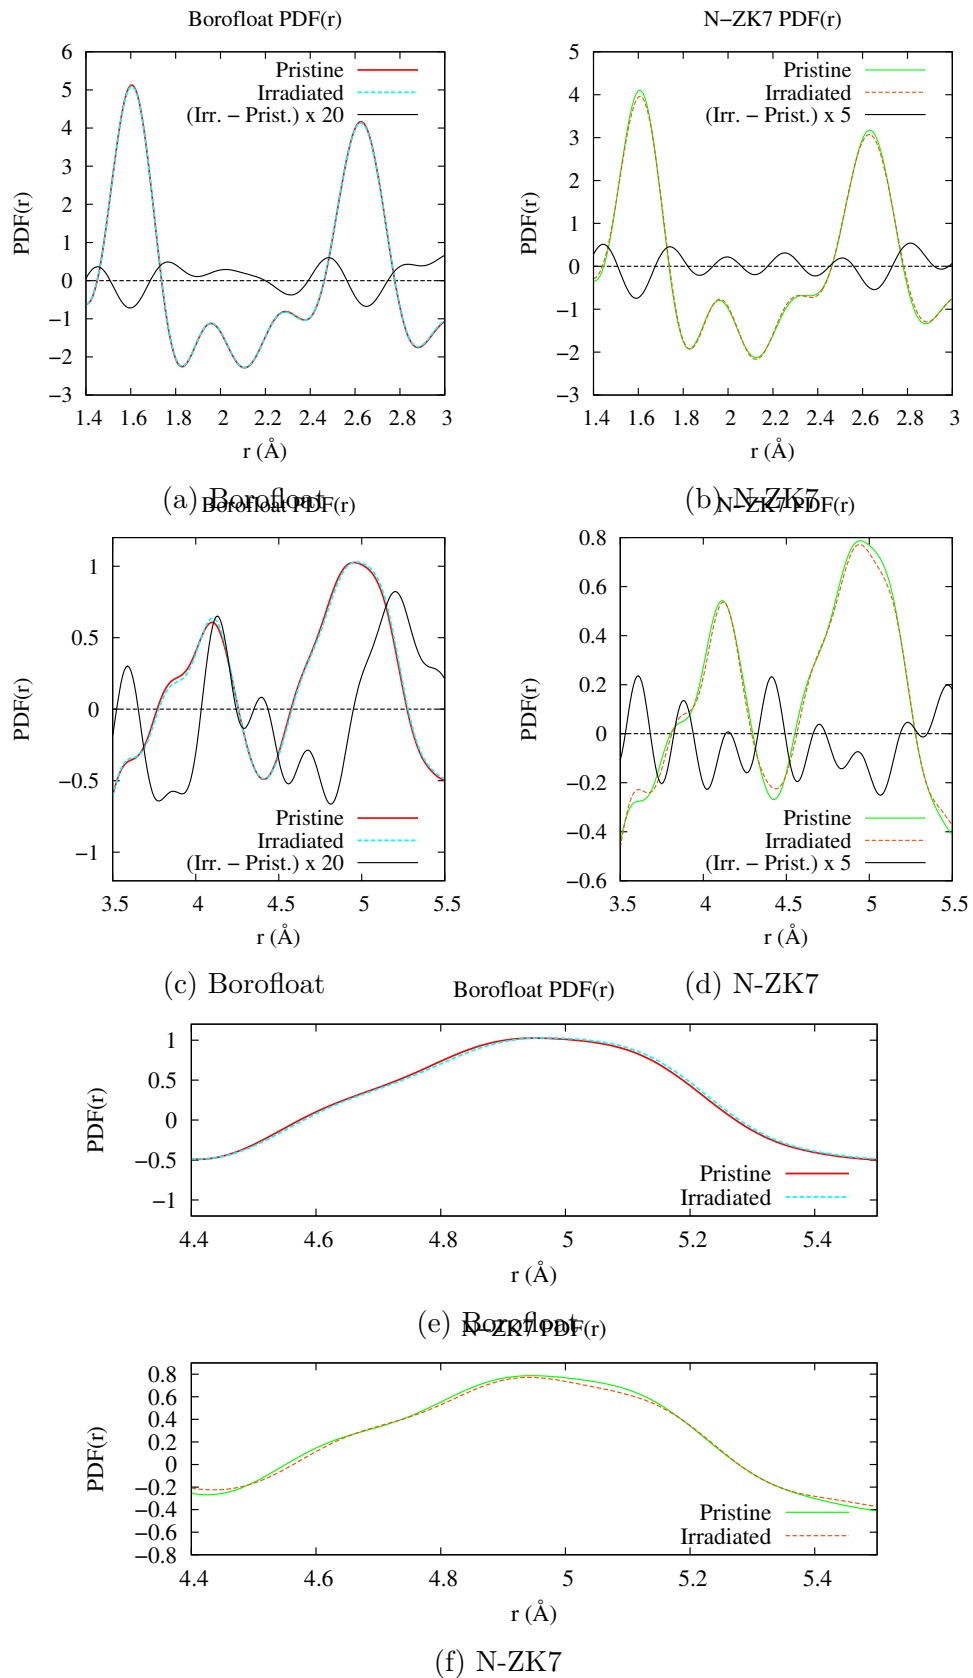 Borofloat PDF(r)
N−ZK7 PDF(r)
6
5
4
3
2
1
0
−1
−2
−3
PDF(r)
Pristine
Irradiated
(Irr. − Prist.) x 20
1.4 1.6 1.8 2 2.2 2.4 2.6 2.8 3
r (Å)
5
4
3
2
1
0
−1
−2
−3
PDF(r)
Pristine
Irradiated
(Irr. − Prist.) x 5
1.4 1.6 1.8 2 2.2 2.4 2.6 2.8 3
r (Å)
(a) Borofloat
(b) N-ZK7
Borofloat PDF(r)
N−ZK7 PDF(r)
1
0.5
0
−0.5
−1
PDF(r)
Pristine
Irradiated
(Irr. − Prist.) x 20
3.5 4 4.5 5 5.5
r (Å)
0.8
0.6
0.4
0.2
0
−0.2
−0.4
−0.6
PDF(r)
Pristine
Irradiated
(Irr. − Prist.) x 5
3.5 4 4.5 5 5.5
r (Å)
(c) Borofloat
(d) N-ZK7
Borofloat PDF(r)
1
0.5
0
−0.5
−1
PDF(r)
Pristine
Irradiated
4.4 4.6 4.8 5 5.2 5.4
r (Å)
(e) Borofloat
N−ZK7 PDF(r)
0.8
0.6
0.4
0.2
0
−0.2
−0.4
−0.6
−0.8
PDF(r)
Pristine
Irradiated
4.4 4.6 4.8 5 5.2 5.4
r (Å)
(f) N-ZK7